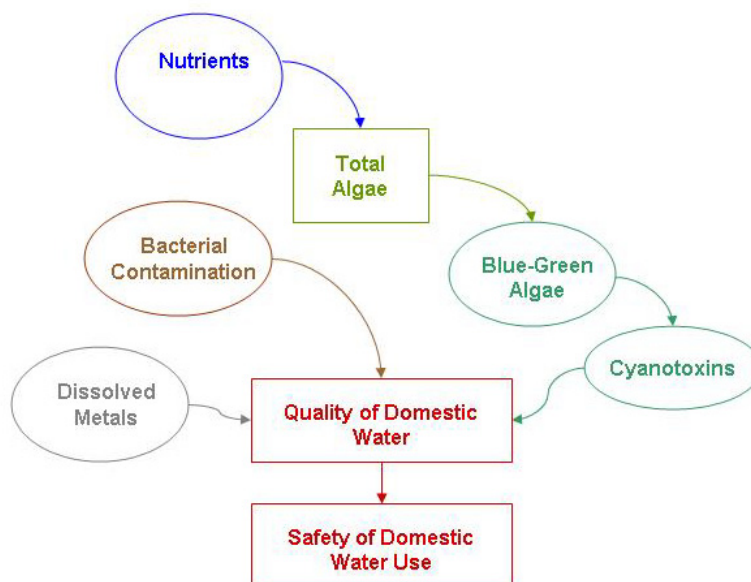 Nutrients
Total
Algae
Bacterial
Contamination
Blue-Green
Algae
Cyanotoxins
Dissolved
Metals
Quality of Domestic
Water
Safety of Domestic
Water Use